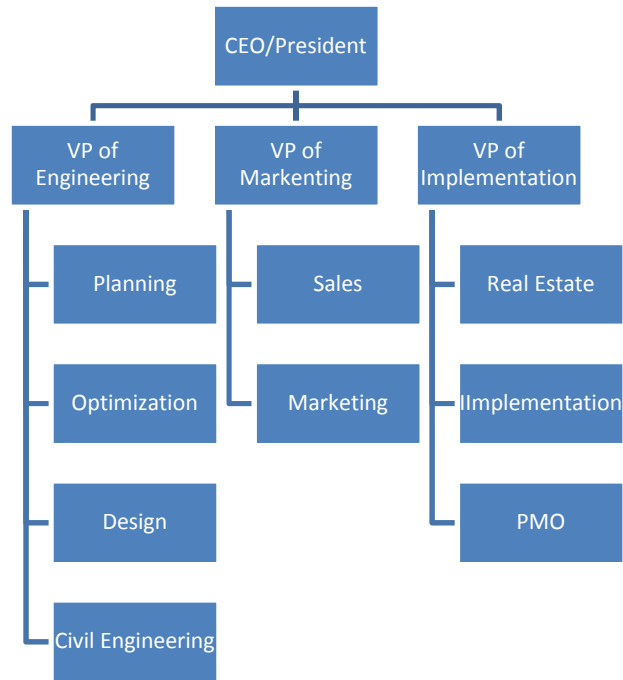 CEO/President
VP of
Engineering
VP of
Markenting
VP of
Implementation
Planning
Sales
Real Estate
Optimization
Marketing
IImplementation
Design
PMO
Civil Engineering